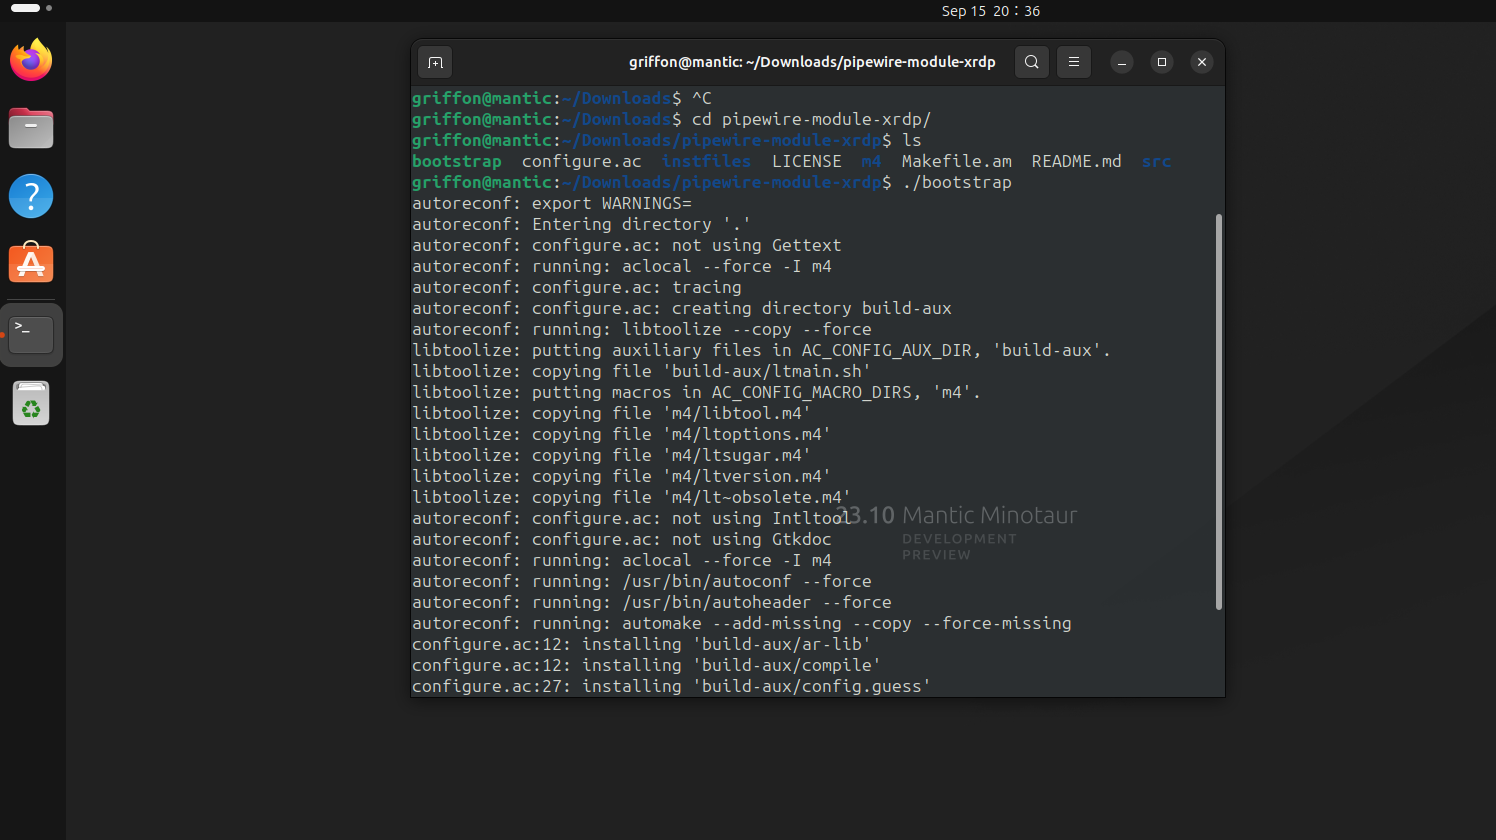 Sep 15 20:36
griffon@mantic: ~/Downloads/pipewire-module-xrdp
griffon@mantic:~/Downloads$ ^C
griffon@mantic:~/Downloads$ cd pipewire-module-xrdp/
griffon@mantic:~/Downloads/pipewire-module-xrdp$ ls
bootstrap configure.ac instfiles LICENSE m4 Makefile.am README.md src
griffon@mantic:~/Downloads/pipewire-module-xrdp$ ./bootstrap
autoreconf: export WARNINGS=
autoreconf: Entering directory '.'
autoreconf: configure.ac: not using Gettext
autoreconf: running: aclocal --force -I m4
autoreconf: configure.ac: tracing
autoreconf: configure.ac: creating directory build-aux
autoreconf: running: libtoolize --copy --force
libtoolize: putting auxiliary files in AC_CONFIG_AUX_DIR, 'build-aux'.
libtoolize: copying file 'build-aux/ltmain.sh'
libtoolize: putting macros in AC_CONFIG_MACRO_DIRS, 'm4'.
libtoolize: copying file 'm4/libtool.m4'
libtoolize: copying file 'm4/ltoptions.m4'
libtoolize: copying file 'm4/ltsugar.m4'
libtoolize: copying file 'm4/ltversion.m4'
libtoolize: copying file 'm4/lt~obsolete.m4'
autoreconf: configure.ac: not using Intltool
autoreconf: configure.ac: not using Gtkdoc
autoreconf: running: aclocal --force -I m4
autoreconf: running: /usr/bin/autoconf --force
autoreconf: running: /usr/bin/autoheader --force
autoreconf: running: automake --add-missing --copy --force-missing
configure.ac:12: installing 'build-aux/ar-lib'
configure.ac:12: installing 'build-aux/compile'
configure.ac:27: installing 'build-aux/config.guess'
23.10 Mantic Minotaur
DEVELOPMENT
PREVIEW